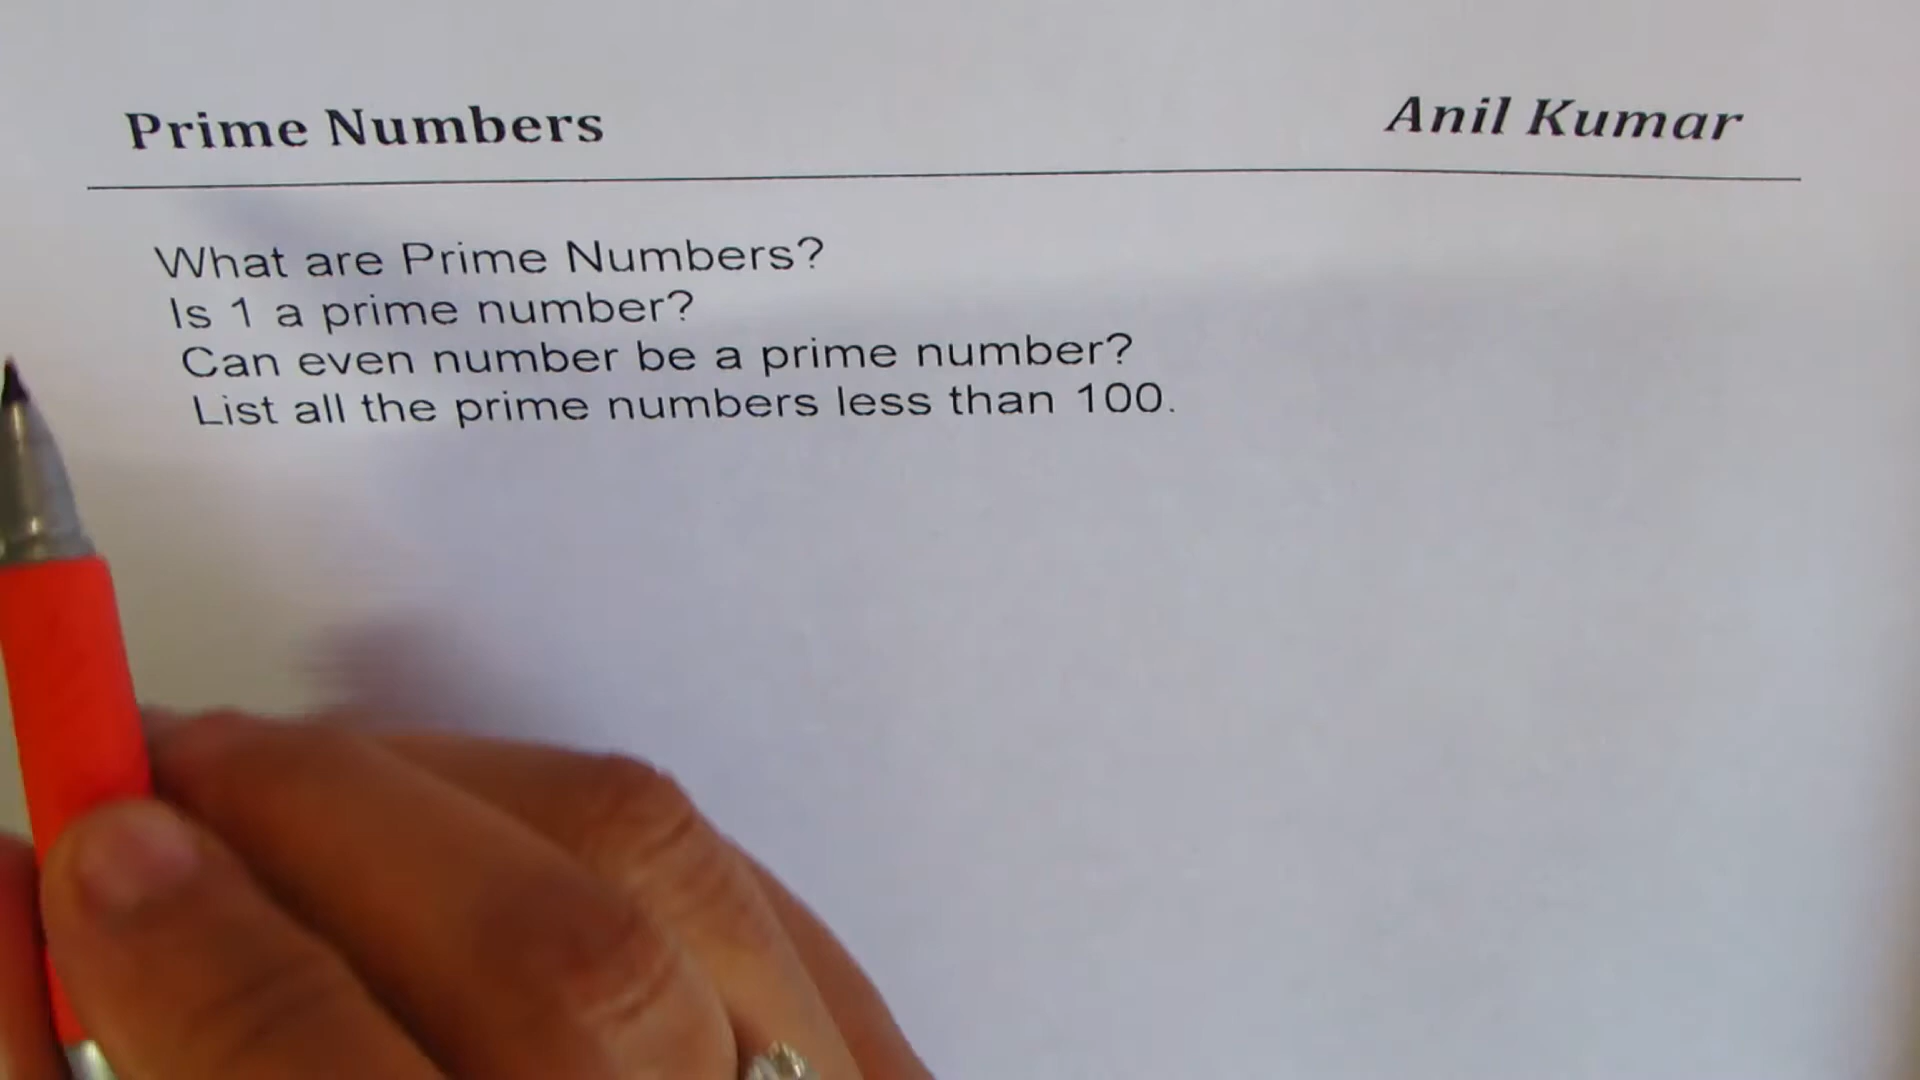 Prime Numbers Anil Kumar
What are Prime Numbers?
Is 1 a prime number?
Can even number be a prime number?
List all the prime numbers less than 100.